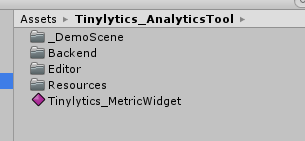 Assets ▸ Tinylytics_AnalyticsTool
_DemoScene
Backend
Editor
Resources
Tinylytics_MetricWidget